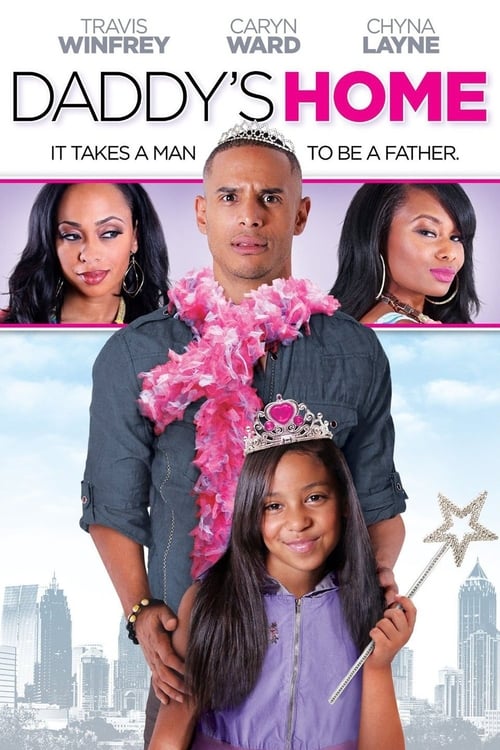 TRAVIS WINFREY
CARYN WARD
CHYNA LAYNE
DADDY'S HOME
IT TAKES A MAN TO BE A FATHER.